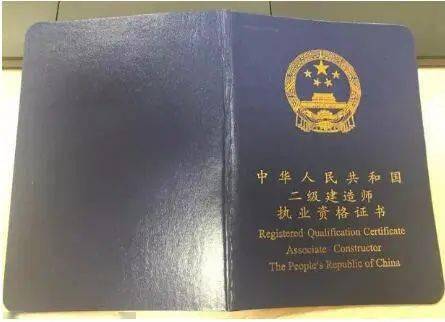 中华人民共和国
二级建造师
执业资格证书
Registered Qualification Certificate
Associate Constructor
The People's Republic of China